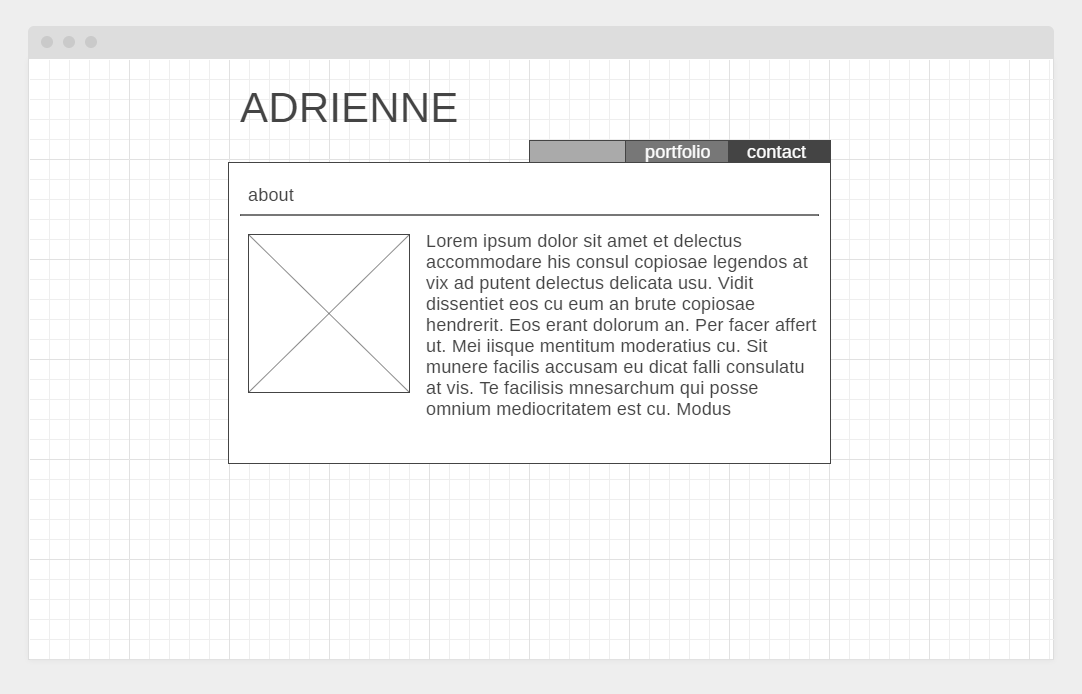 ADRIENNE
portfolio contact
about
Lorem ipsum dolor sit amet et delectus
accommodare his consul copiosae legendos at
vix ad putent delectus delicata usu. Vidit
dissentiet eos cu eum an brute copiosae
hendrerit. Eos erant dolorum an. Per facer affert
ut. Mei iisque mentitum moderatius cu. Sit
munere facilis accusam eu dicat falli consulatu
at vis. Te facilisis mnesarchum qui posse
omnium mediocritatem est cu. Modus